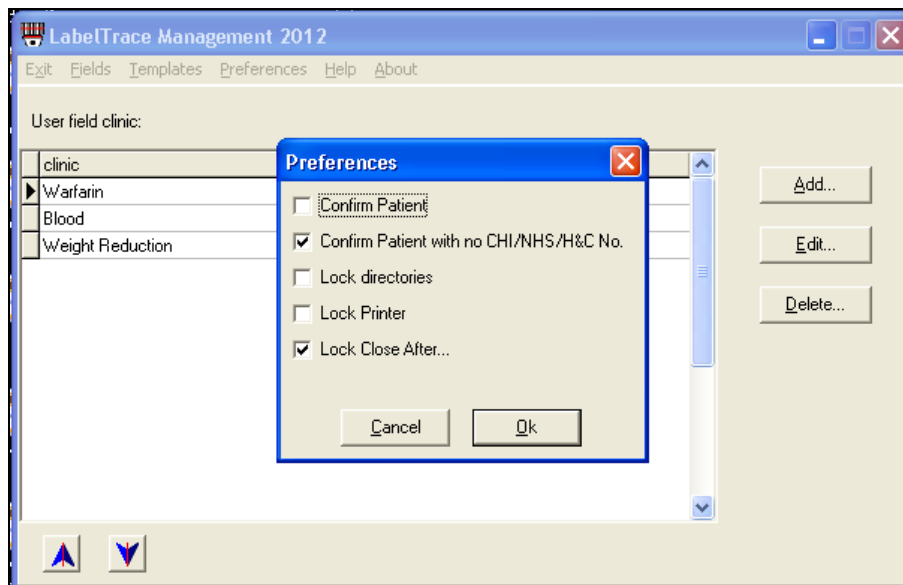 LabelTrace Management 2012
Exit Fields Templates Preferences Help About
User field clinic:
clinic
Warfarin
Blood
Weight Reduction
Add...
Edit...
Delete...
Preferences
Confirm Patient
Confirm Patient with no CHI/NHS/H&C No.
Lock directories
Lock Printer
Lock Close After...
Cancel Ok